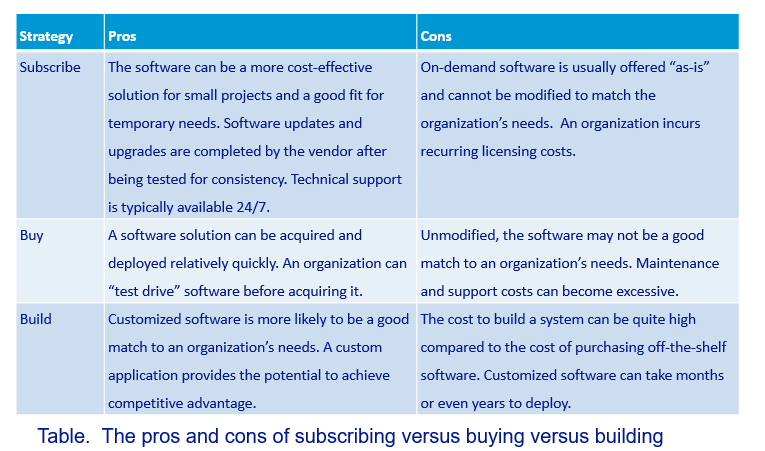 Strategy Pros Cons
Subscribe
The software can be a more cost-effective
solution for small projects and a good fit for
temporary needs. Software updates and
upgrades are completed by the vendor after
being tested for consistency. Technical support
is typically available 24/7.
On-demand software is usually offered “as-is”
and cannot be modified to match the
organization’s needs.  An organization incurs
recurring licensing costs.
Buy
A software solution can be acquired and
deployed relatively quickly. An organization can
“test drive” software before acquiring it.
Unmodified, the software may not be a good
match to an organization’s needs. Maintenance
and support costs can become excessive.
Build
Customized software is more likely to be a good
match to an organization’s needs. A custom
application provides the potential to achieve
competitive advantage.
The cost to build a system can be quite high
compared to the cost of purchasing off-the-shelf
software. Customized software can take months
or even years to deploy.
Table.  The pros and cons of subscribing versus buying versus building